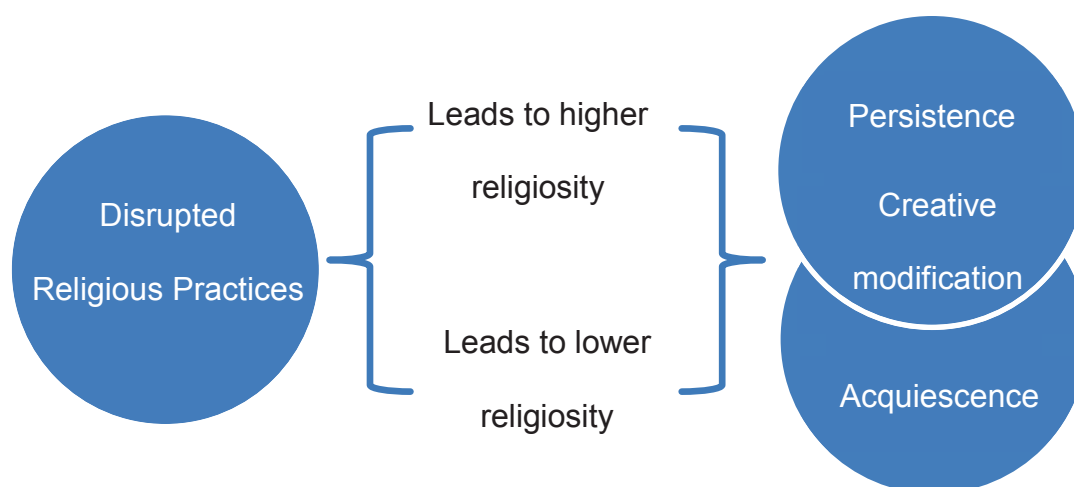 Disrupted
Religious Practices
Leads to higher
religiosity
Leads to lower
religiosity
Persistence
Creative
modification
Acquiescence